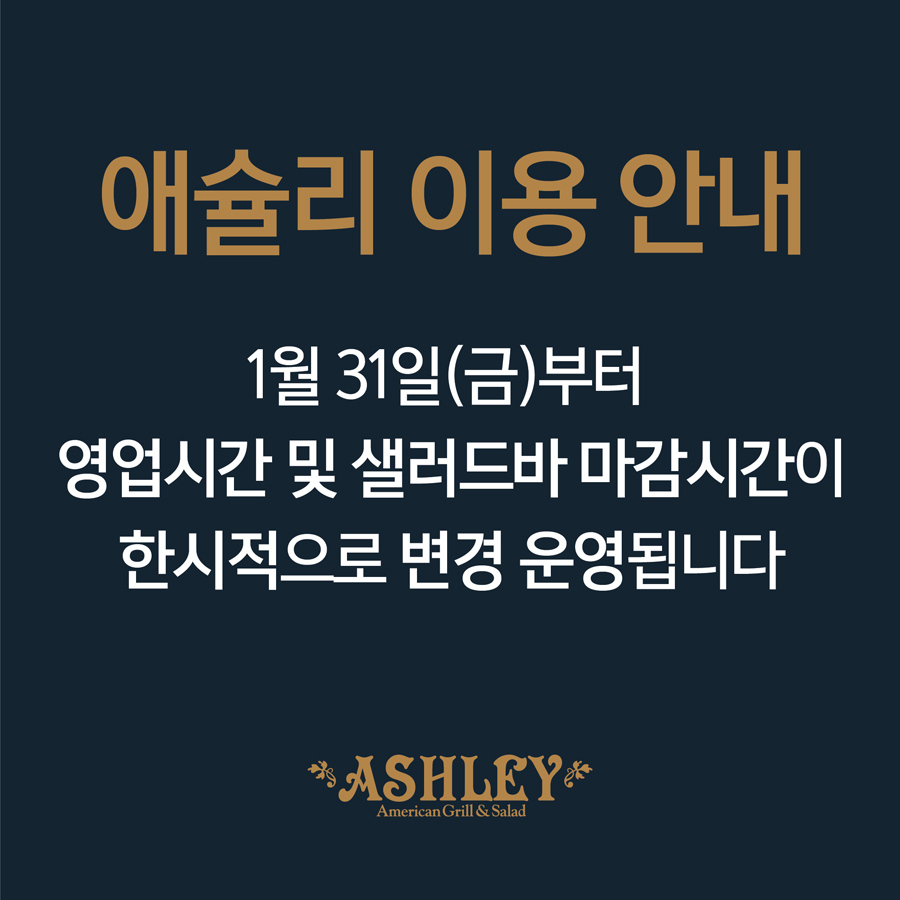 애슐리 이용 안내
1월 31일(금)부터
영업시간 및 샐러드바 마감시간이
한시적으로 변경 운영됩니다
ASHLEY
American Grill & Salad